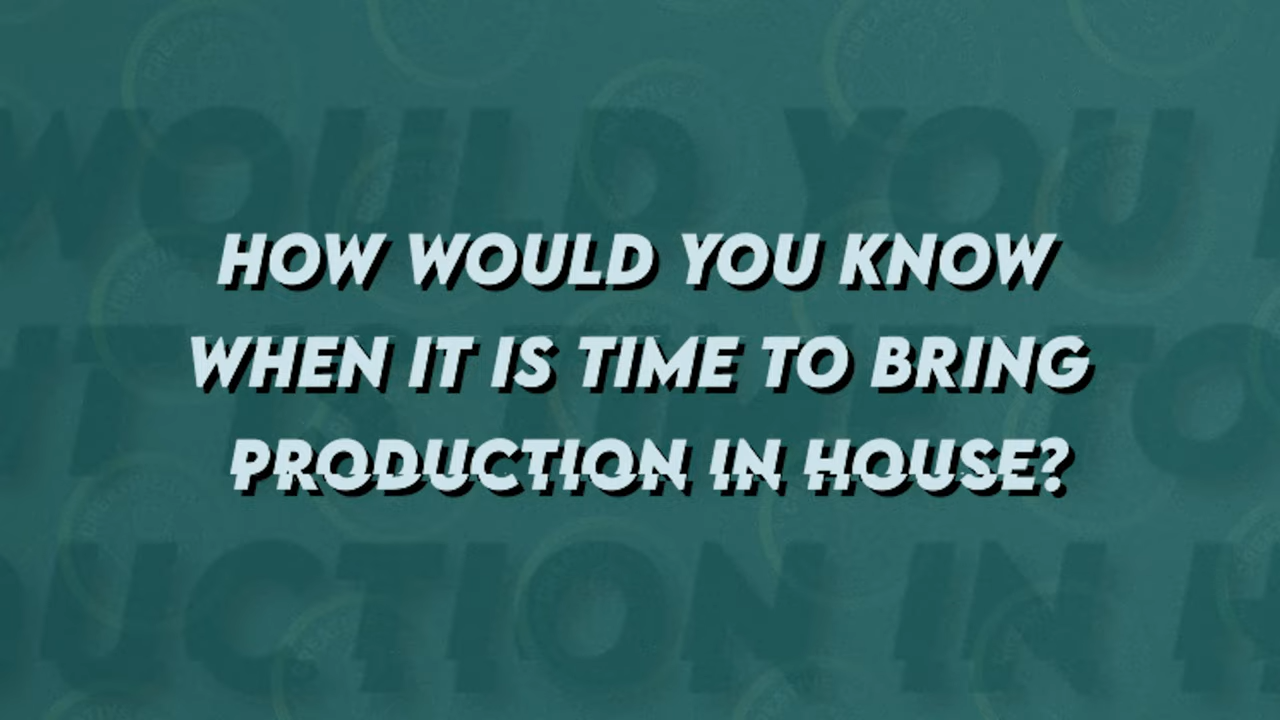 HOW WOULD YOU KNOW
WHEN IT IS TIME TO BRING
PRODUCTION IN HOUSE?